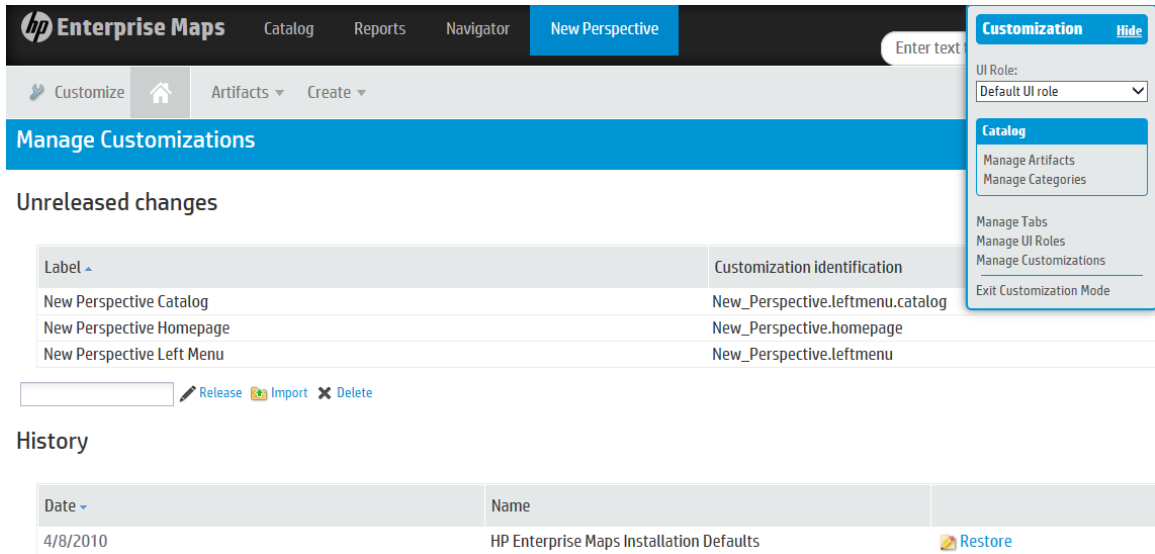 hp Enterprise Maps Catalog Reports Navigator New Perspective
Enter text
Customization Hide
UI Role:
Default UI role
Catalog
Manage Artifacts
Manage Categories
Manage Tabs
Manage UI Roles
Manage Customizations
Exit Customization Mode
Customize Artifacts Create
Manage Customizations
Unreleased changes
Label Customization identification
New Perspective Catalog New_Perspective.leftmenu.catalog
New Perspective Homepage New_Perspective.homepage
New Perspective Left Menu New_Perspective.leftmenu
Release Import Delete
History
Date Name
4/8/2010 HP Enterprise Maps Installation Defaults Restore